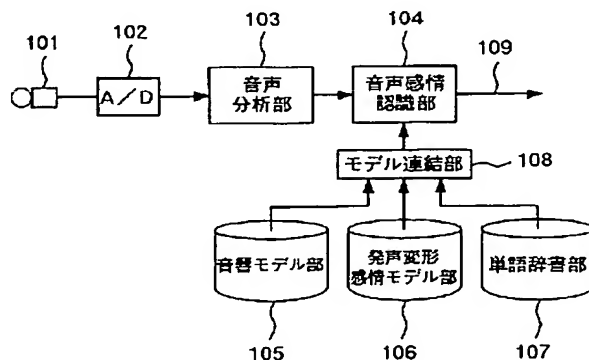 101
102
103
104
109
A/D
音声
分析部
音声感情
認識部
モデル連結部
108
音響モデル部
発声変形
感情モデル部
単語辞書部
105
106
107